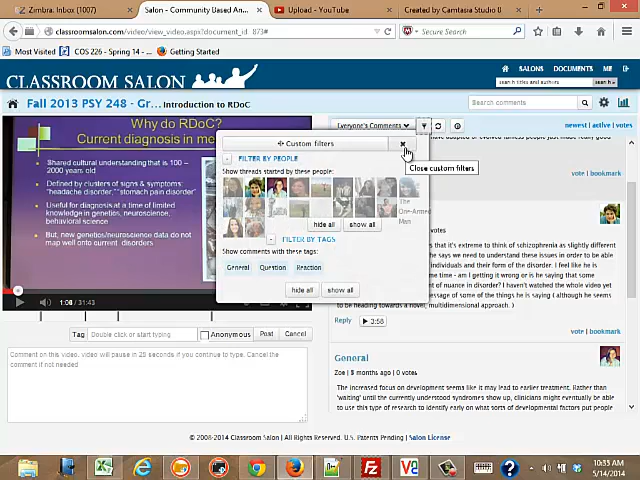 Zimbra: Inbox (1007)
Salon - Community Based An...
Upload - YouTube
Created by Camtasia Studio 8
classroomsalon.com/video/view_video.aspx?document_id
873#
McAfee
Secure Search
Most Visited
COS 226 - Spring 14 - ...
Getting Started
CLASSROOM SALON
SALONS
DOCUMENTS
ME
search titles and authors
search
Fall 2013 PSY 248 - Gr...
Introduction to RDoC
Everyone's Comments
Search comments
newest | active | votes
Why do RDoC?
Current diagnosis in me
Shared cultural understanding that is 100 –
2000 years old
Defined by clusters of signs & symptoms:
"headache disorder," "stomach pain disorder"
Useful for diagnosis at a time of limited
knowledge in genetics, neuroscience,
behavioral science
But, new genetics/neuroscience data do not
map well onto current disorders
1:08 / 31:43
Custom filters
Close custom filters
FILTER BY PEOPLE
Show threads started by these people:
The
One-Armed
Man
hide all
show all
FILTER BY TAGS
Show comments with these tags:
General
Question
Reaction
hide all
show all
vote | bookmark
votes
that it's extreme to think of schizophrenia as slightly different
he says we need to understand these issues in order to be able
individuals and their form of the disorder. I feel like he is
time - am I getting it wrong or is he saying that some
of nuance in disorder? I haven't watched the whole video yet
message of some of the things he is saying ( although he seems
to be heading towards a novel, multidimensional approach. )
Reply
3:58
vote | bookmark
General
Zoe | 8 months ago | 0 votes
The increased focus on development seems like it may lead to earlier treatment. Rather than
'waiting' until the currently understood syndromes show up, clinicians might eventually be able
to use this type of research to identify early on what sorts of developmental factors put people
Tag
Double click or start typing
Anonymous
Post
Cancel
Comment on this video, video will pause in 28 seconds if you continue to type. Cancel the
comment if not needed
© 2008-2014 Classroom Salon | All Rights Reserved. U.S. Patents Pending | Salon License
10:35 AM
5/14/2014